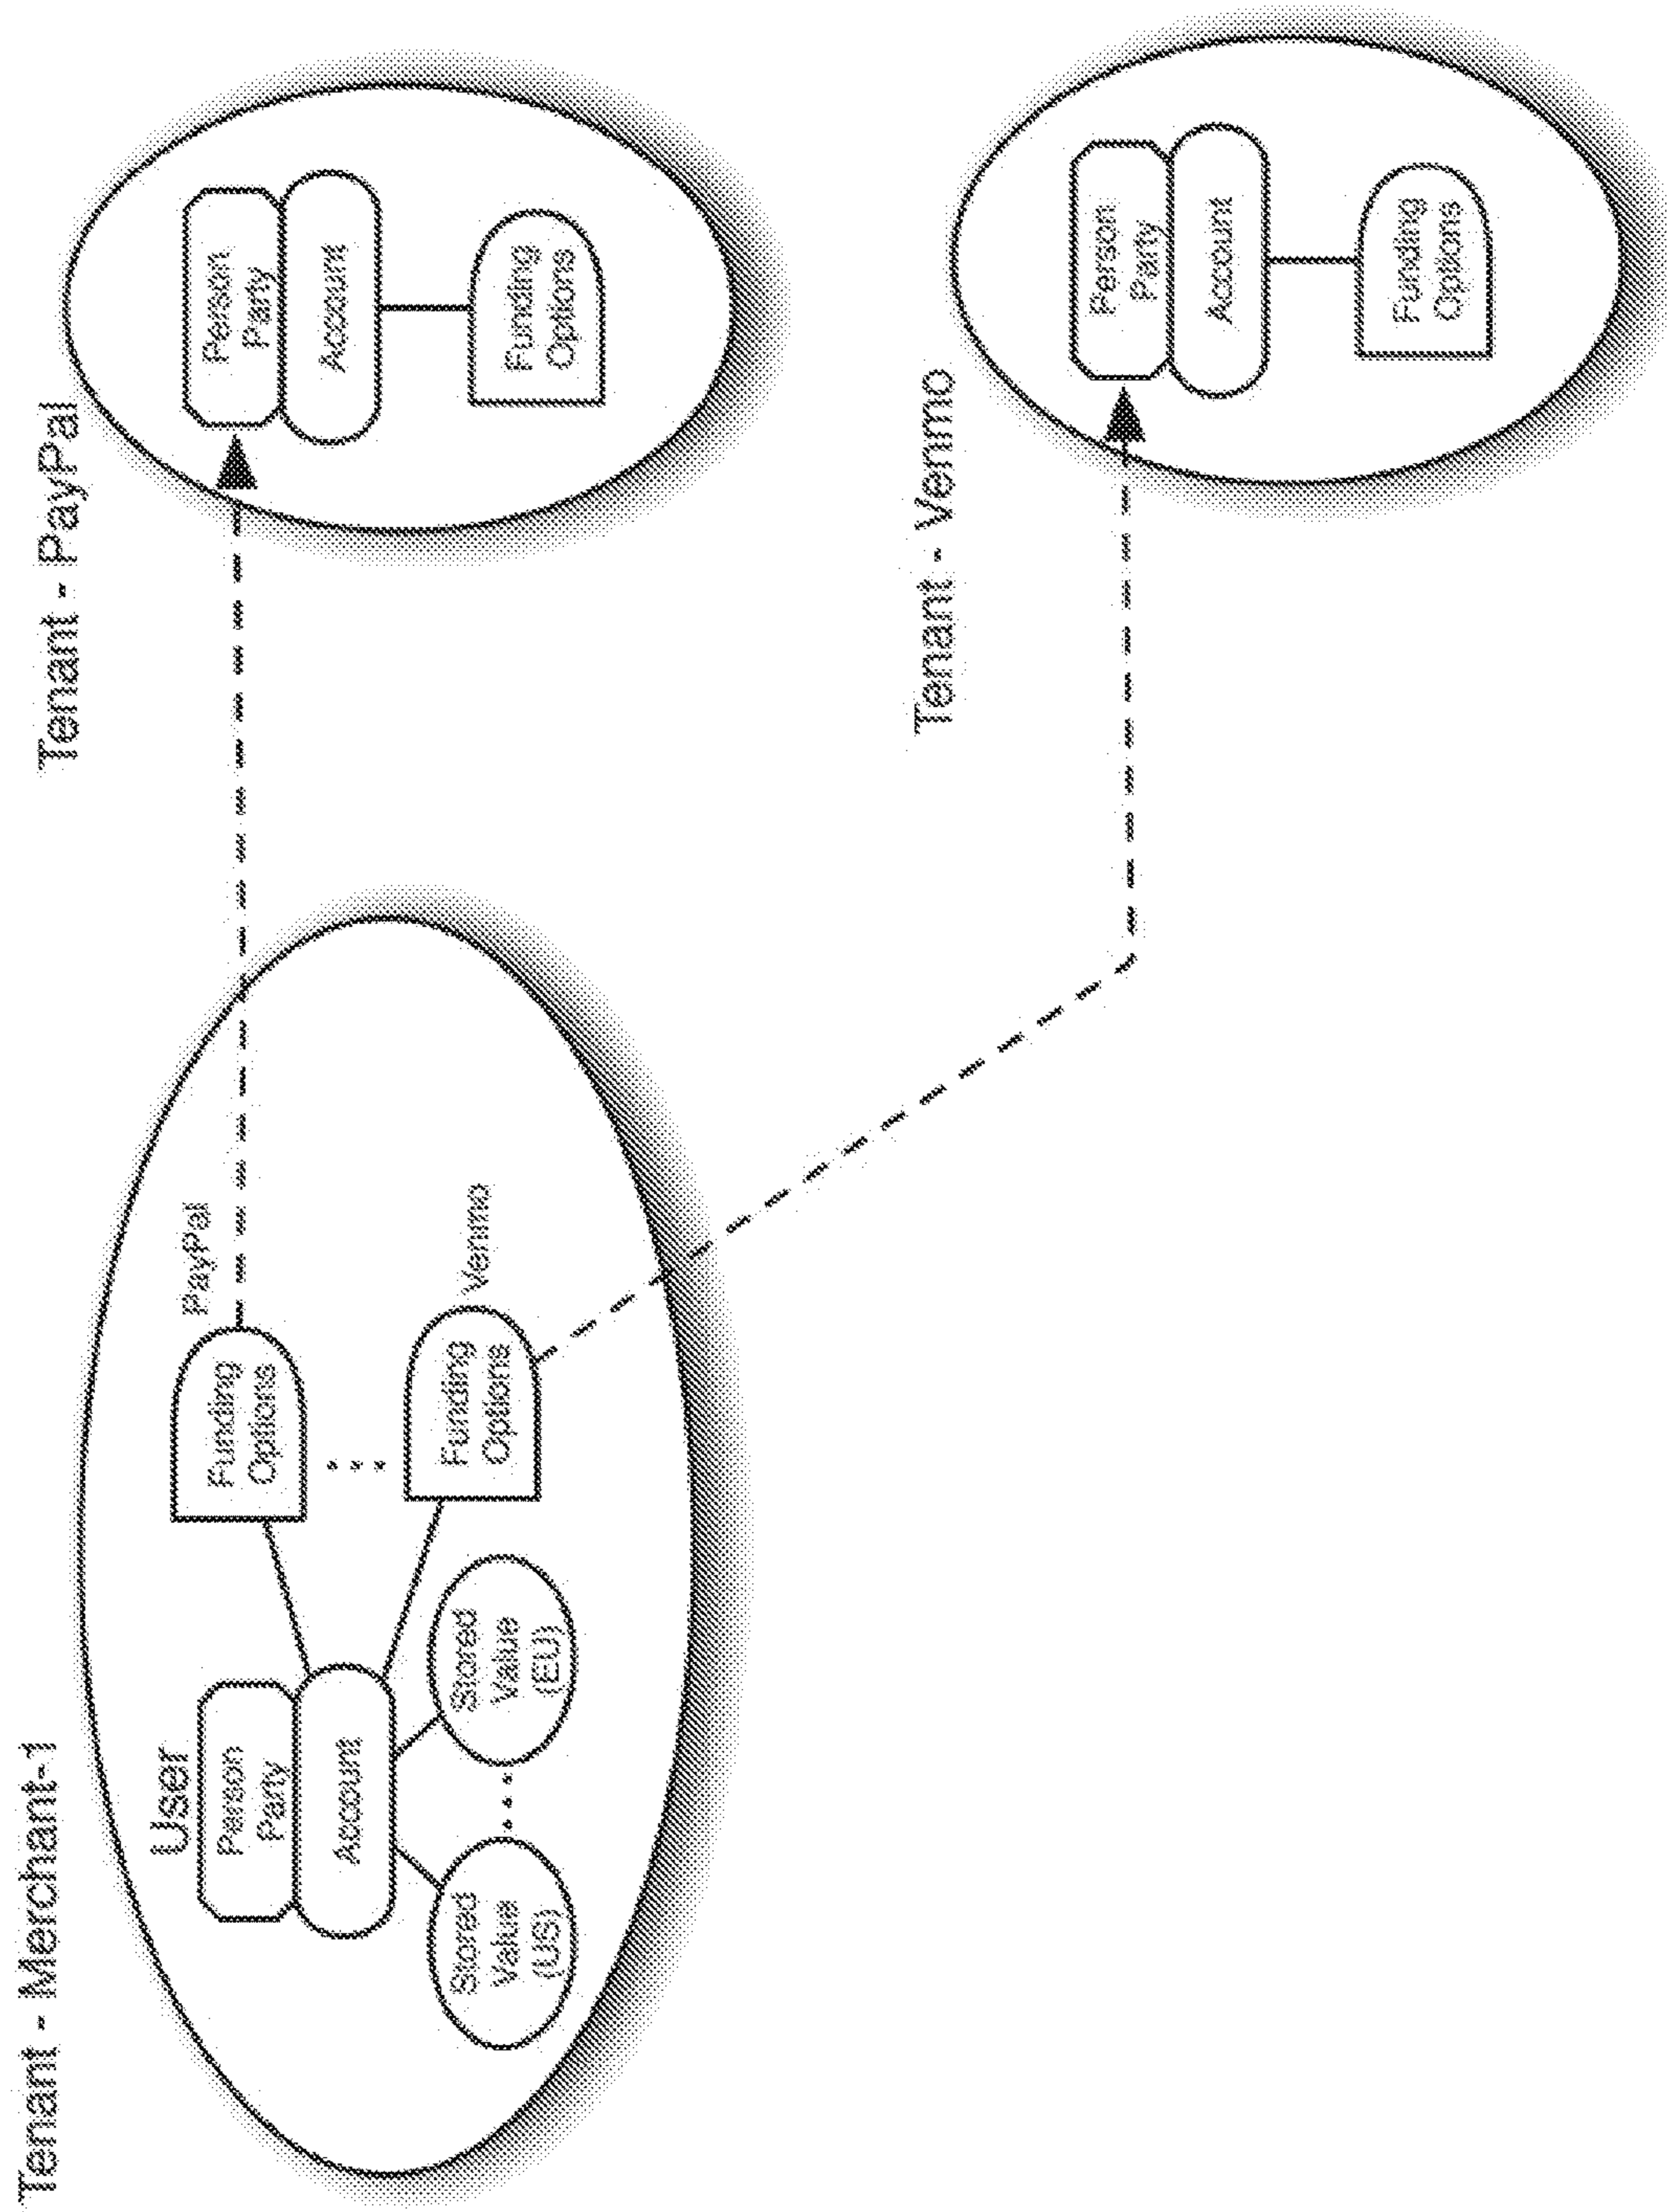 Tenant - Merchant-1
User
Person
Party
Account
Stored
Value
(US)
Stored
Value
(EU)
Funding
Options
PayPal
Funding
Options
Venmo
Tenant - PayPal
Person
Party
Account
Funding
Options
Tenant - Venmo
Person
Party
Account
Funding
Options